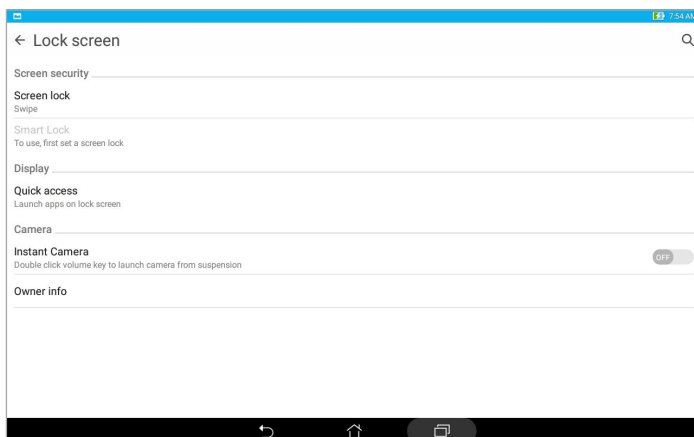 7:54 AM
Lock screen
Screen security
Screen lock
Swipe
Smart Lock
To use, first set a screen lock
Display
Quick access
Launch apps on lock screen
Camera
Instant Camera
Double click volume key to launch camera from suspension
OFF
Owner info